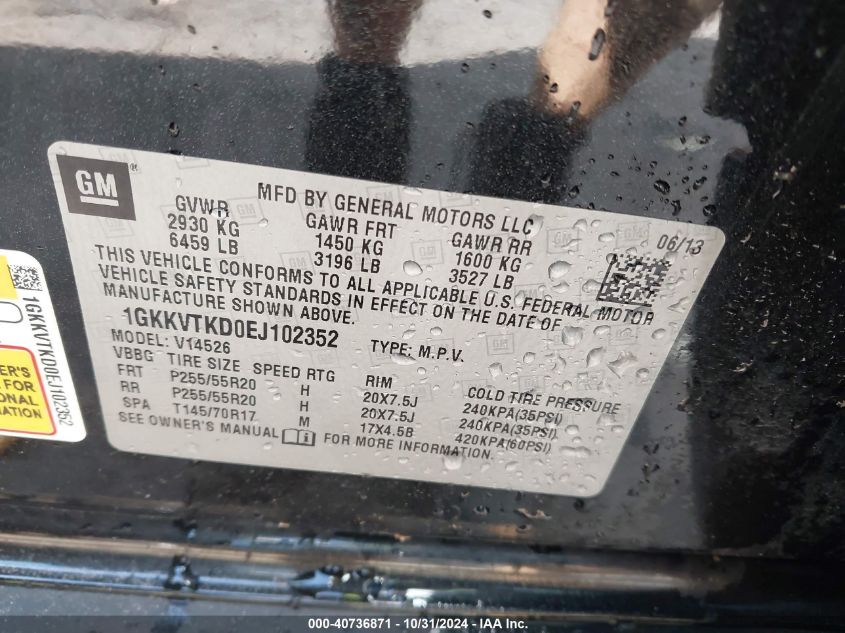 GM
MFD BY GENERAL MOTORS LLC
06/13
GVWR GAWR FRT GAWR RR
2930 KG 1450 KG 1600 KG
6459 LB 3196 LB 3527 LB
THIS VEHICLE CONFORMS TO ALL APPLICABLE U.S. FEDERAL MOTOR
VEHICLE SAFETY STANDARDS IN EFFECT ON THE DATE OF
MANUFACTURE SHOWN ABOVE.
1GKKVTKD0EJ102352 TYPE: M.P.V.
MODEL: V14526
VBBG TIRE SIZE SPEED RTG RIM COLD TIRE PRESSURE
FRT P255/55R20 H 20X7.5J 240KPA(35PSI)
RR P255/55R20 H 20X7.5J 240KPA(35PSI)
SPA T145/70R17 M 17X4.5B 420KPA(60PSI)
SEE OWNER'S MANUAL FOR MORE INFORMATION.
1GKKVTKD0EJ102352
ER'S
FOR
ONAL
ATION
000-40736871 - 10/31/2024 - IAA Inc.